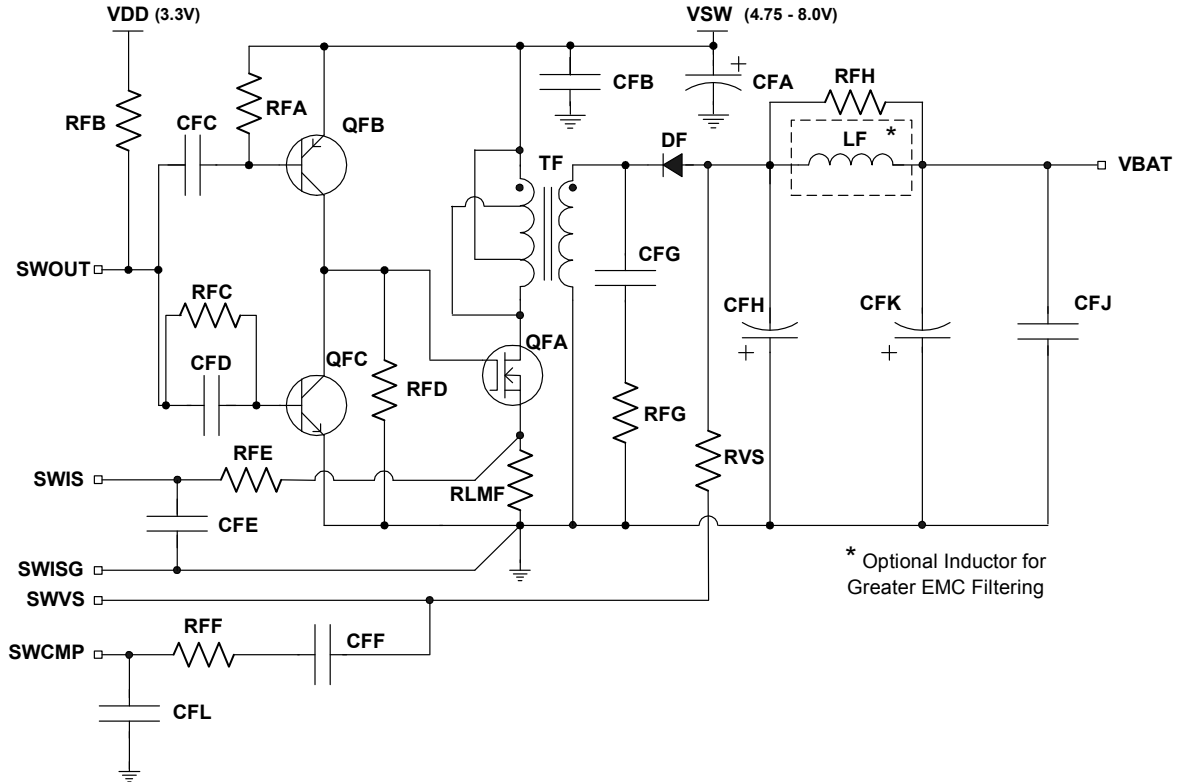 VDD (3.3V)
VSW (4.75 - 8.0V)
RFB
CFC
RFA
QFB
CFB
+
CFA
RFH
LF *
DF
TF
VBAT
SWOUT
RFC
CFD
QFC
RFD
QFA
CFG
RFG
CFH
+
CFK
+
CFJ
RVS
SWIS
RFE
RLMF
CFE
SWISG
SWVS
* Optional Inductor for
Greater EMC Filtering
SWCMP
RFF
CFF
CFL